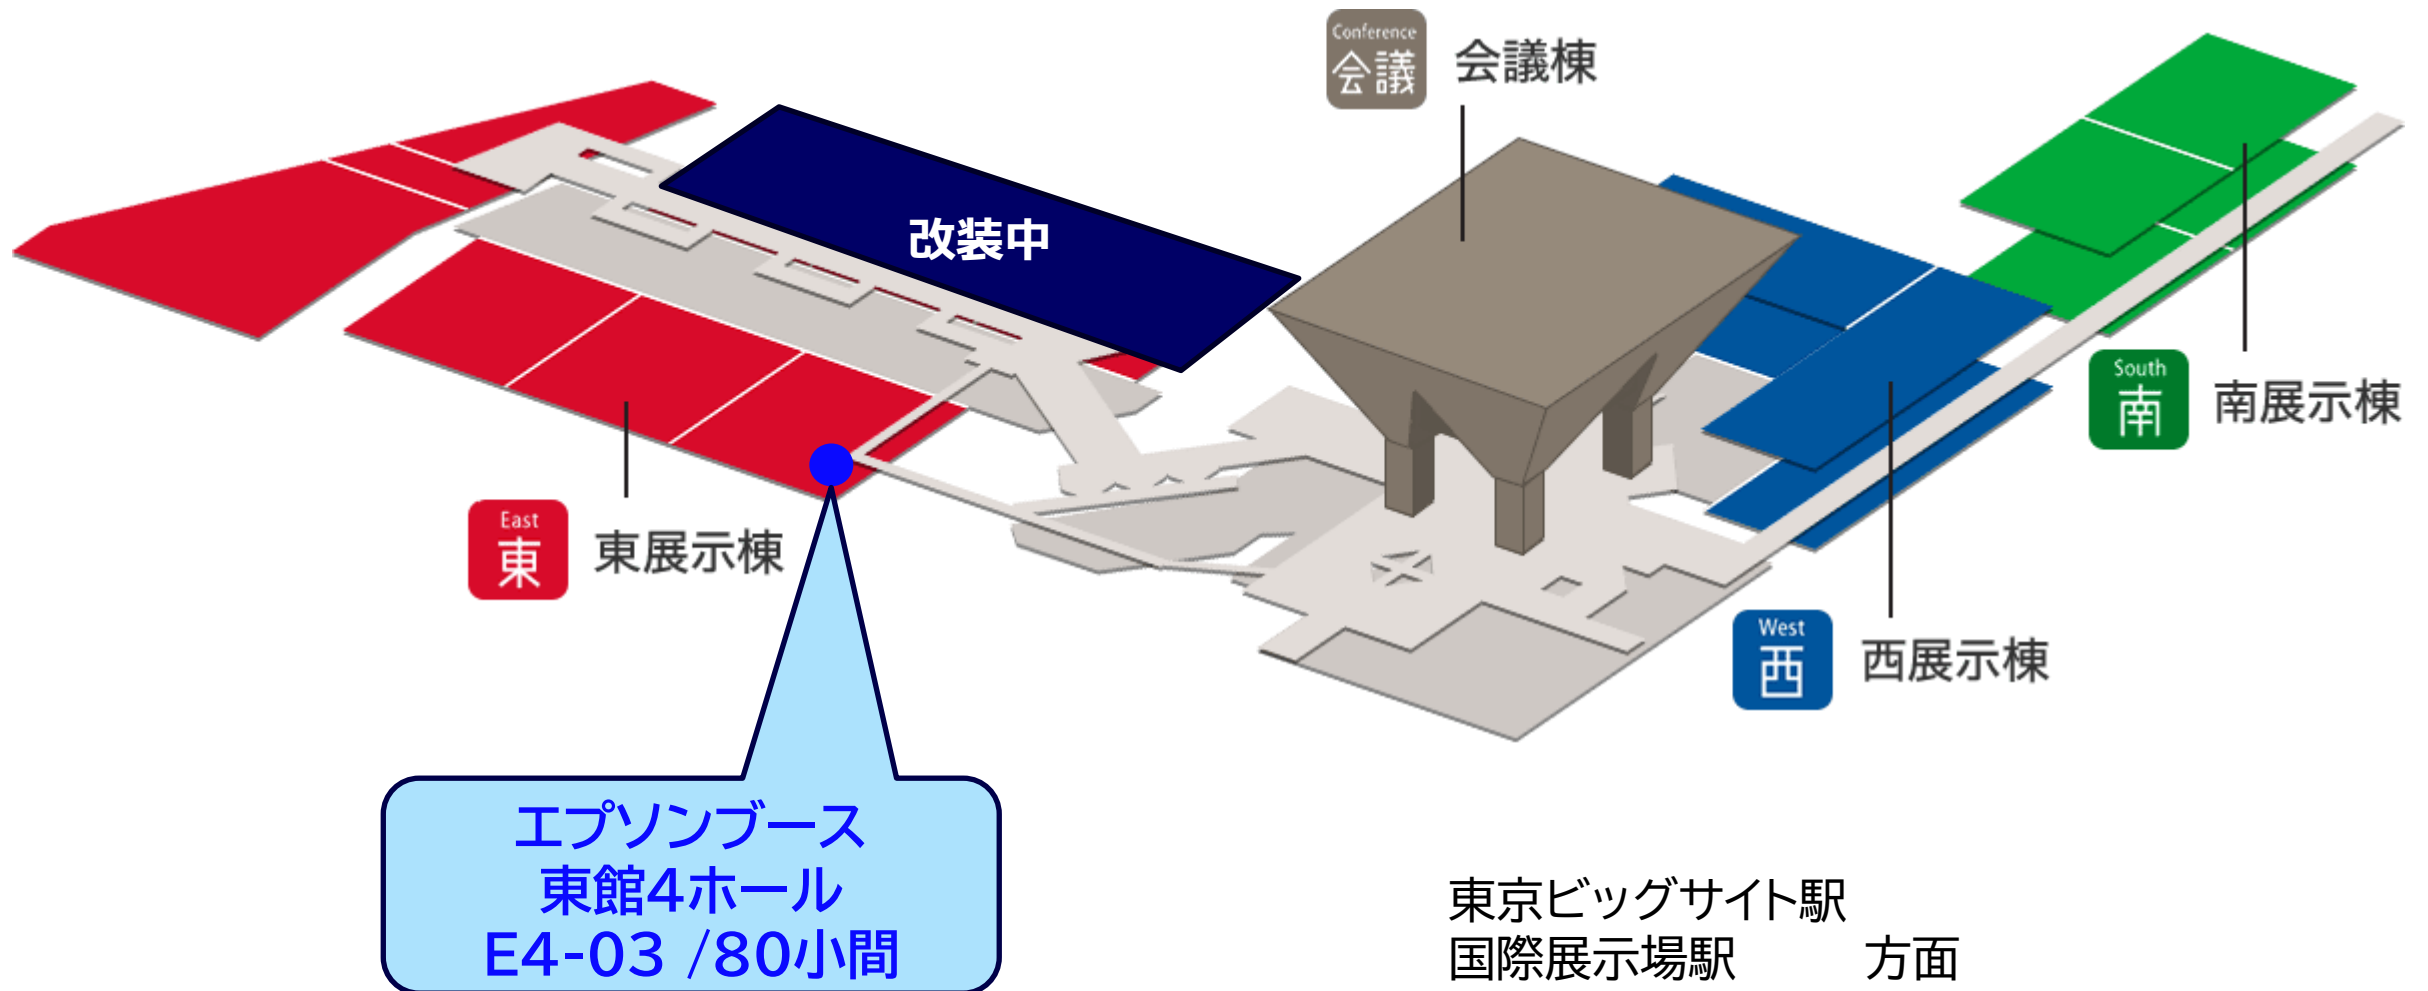 Conference
会議
会議棟
改装中
South
南
南展示棟
East
東
東展示棟
West
西
西展示棟
エプソンブース
東館4ホール
E4-03 /80小間
東京ビッグサイト駅
国際展示場駅 方面